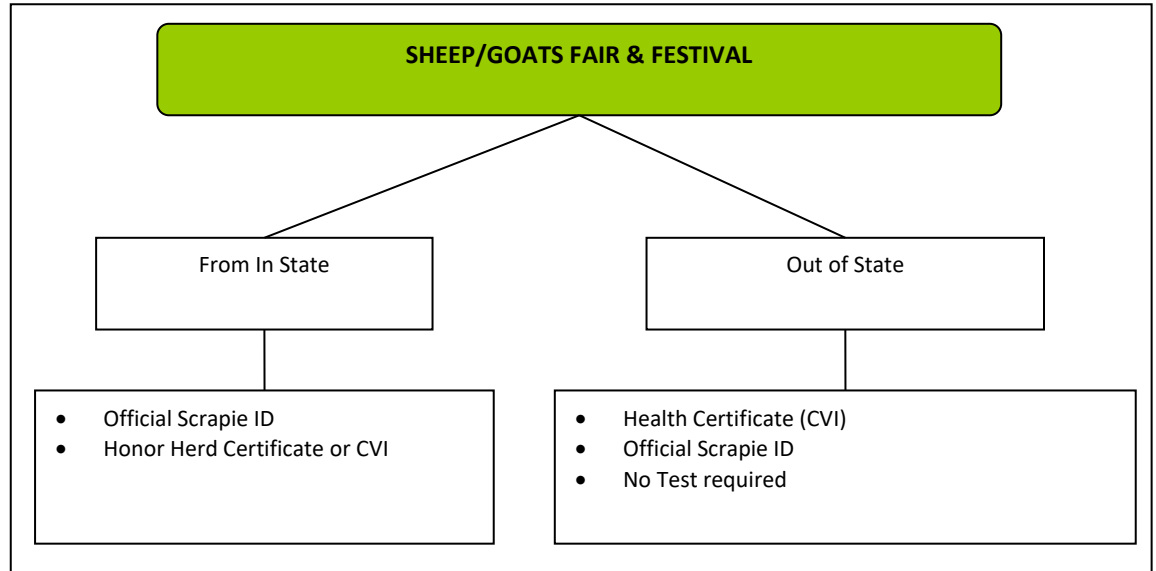 SHEEP/GOATS FAIR & FESTIVAL
From In State
Out of State
• Official Scrapie ID
• Honor Herd Certificate or CVI
• Health Certificate (CVI)
• Official Scrapie ID
• No Test required